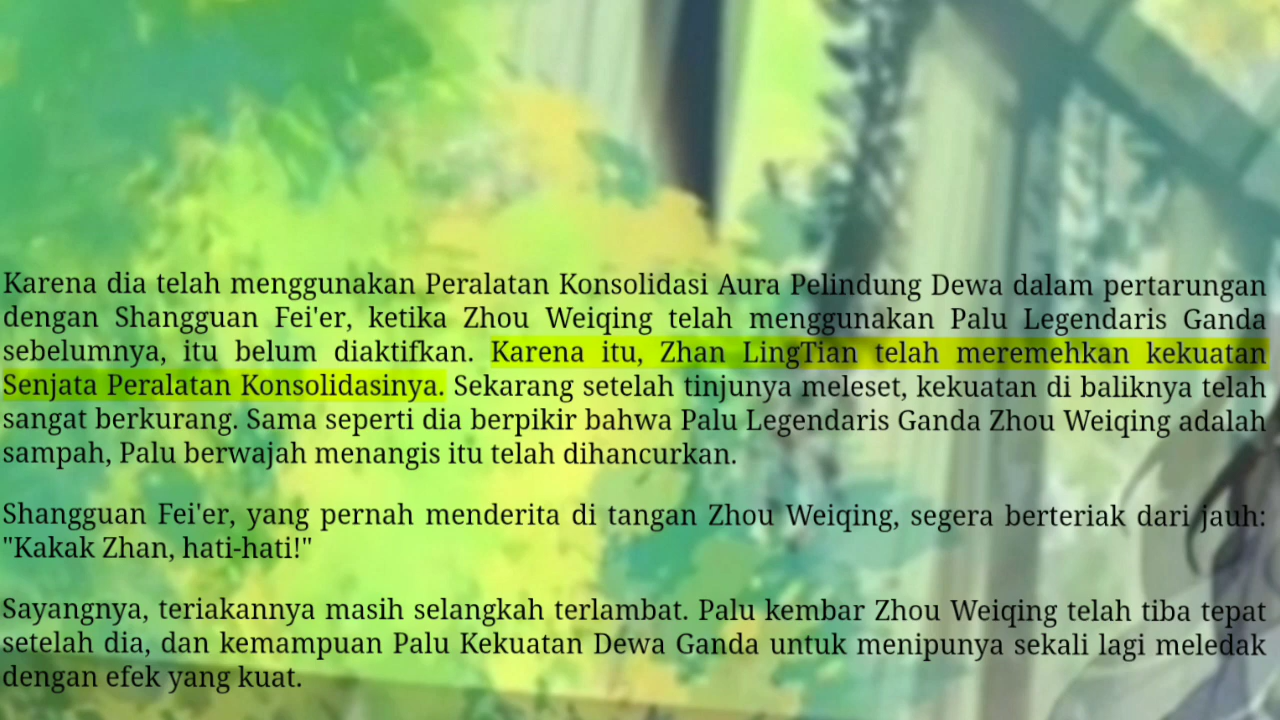 Karena dia telah menggunakan Peralatan Konsolidasi Aura Pelindung Dewa dalam pertarungan
dengan Shangguan Fei'er, ketika Zhou Weiqing telah menggunakan Palu Legendaris Ganda
sebelumnya, itu belum diaktifkan. Karena itu, Zhan LingTian telah meremehkan kekuatan
Senjata Peralatan Konsolidasinya. Sekarang setelah tinjunya meleset, kekuatan di baliknya telah
sangat berkurang. Sama seperti dia berpikir bahwa Palu Legendaris Ganda Zhou Weiqing adalah
sampah, Palu berwajah menangis itu telah dihancurkan.
Shangguan Fei'er, yang pernah menderita di tangan Zhou Weiqing, segera berteriak dari jauh:
"Kakak Zhan, hati-hati!"
Sayangnya, teriakannya masih selangkah terlambat. Palu kembar Zhou Weiqing telah tiba tepat
setelah dia, dan kemampuan Palu Kekuatan Dewa Ganda untuk menipunya sekali lagi meledak
dengan efek yang kuat.